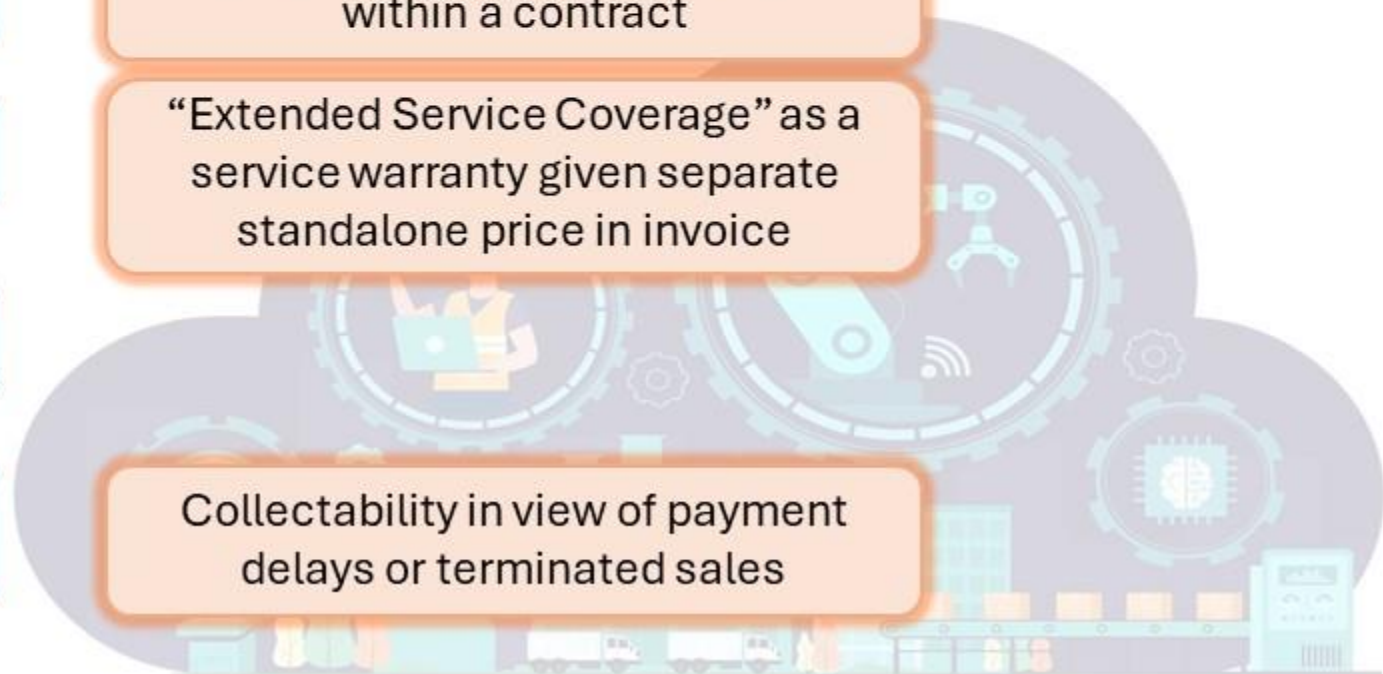 within a contract
“Extended Service Coverage” as a
service warranty given separate
standalone price in invoice
Collectability in view of payment
delays or terminated sales